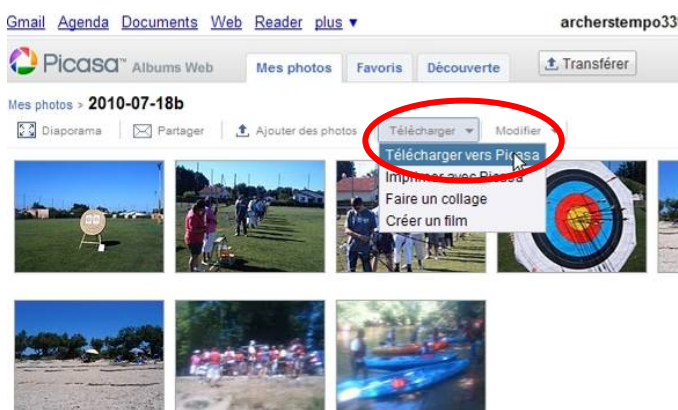 Gmail Agenda Documents Web Reader plus ▼ archerstempo33
Picasa™ Albums Web Mes photos Favoris Découverte Transférer
Mes photos > 2010-07-18b
Diaporama Partager Ajouter des photos Télécharger Modifier
Télécharger vers Picasa
Imprimer avec Picasa
Faire un collage
Créer un film